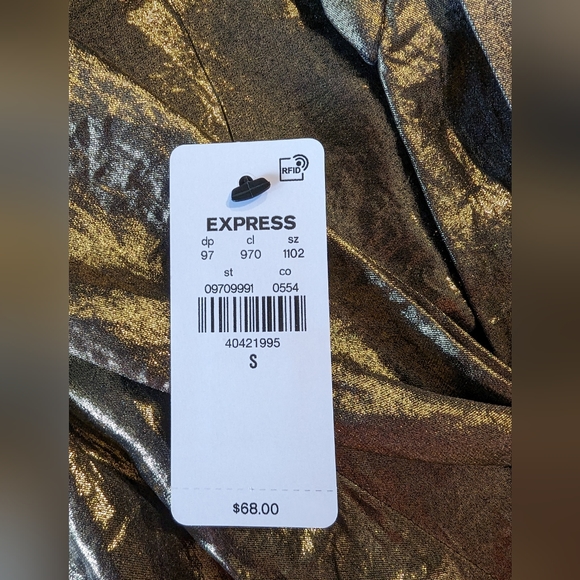 RFID
EXPRESS
dp cl sz
97 970 1102
st co
09709991 0554
40421995
S
$68.00